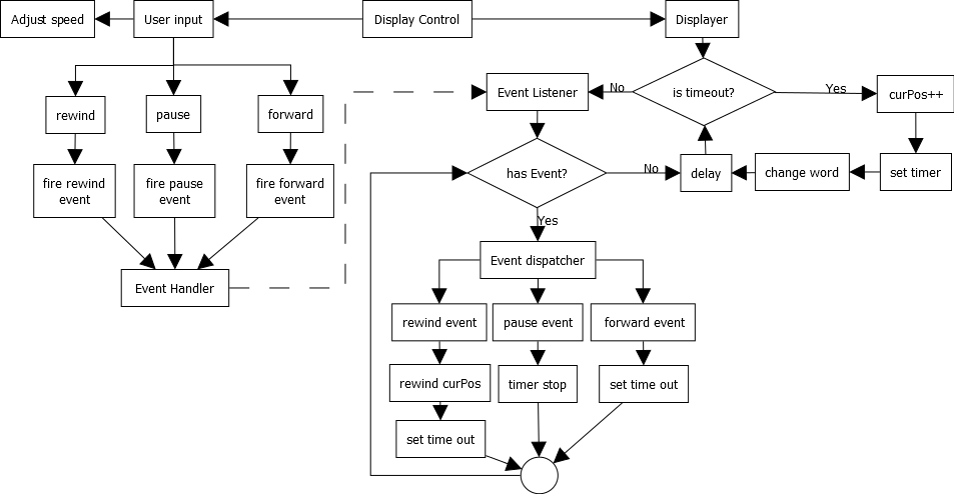 Adjust speed
User input
Display Control
Displayer
is timeout?
No
Yes
Event Listener
curPos++
rewind
pause
forward
has Event?
No
delay
change word
set timer
fire rewind
event
fire pause
event
fire forward
event
Yes
Event Handler
Event dispatcher
rewind event
pause event
forward event
rewind curPos
timer stop
set time out
set time out